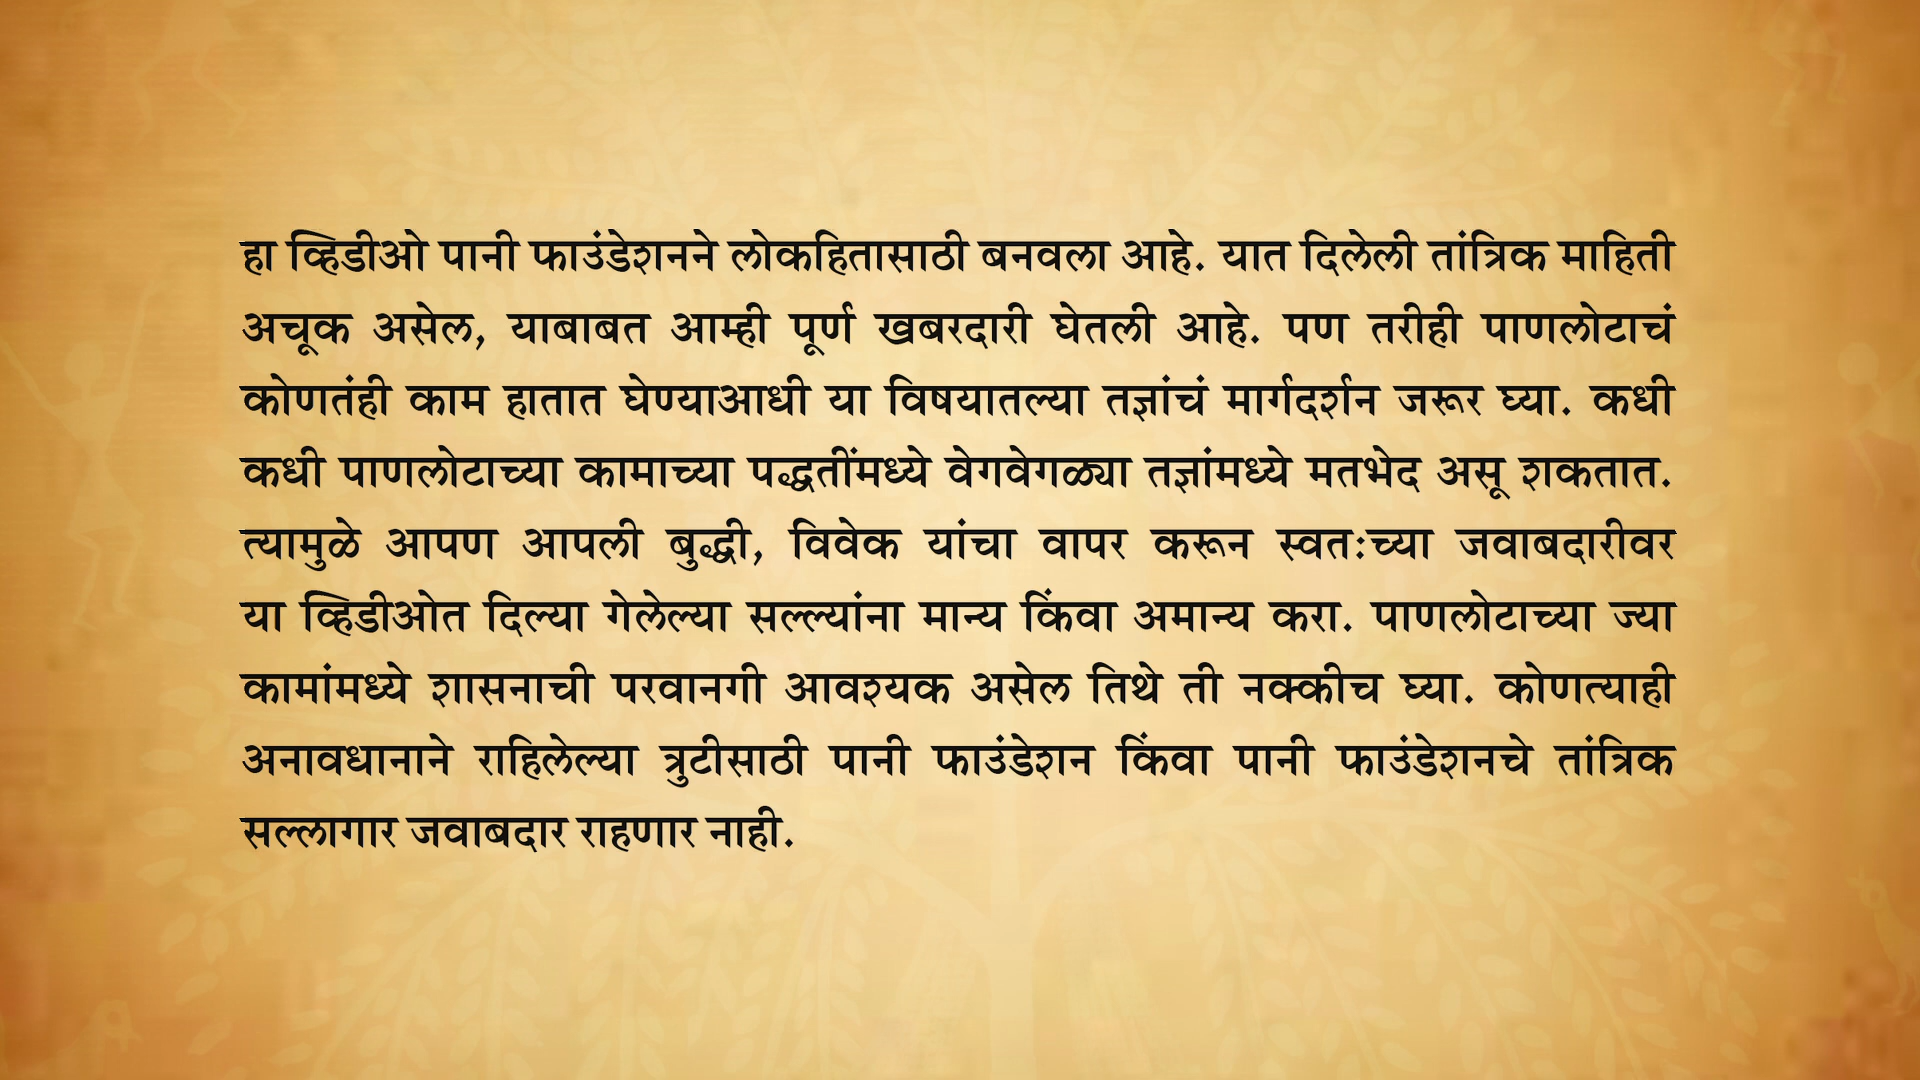 हा व्हिडीओ पानी फाउंडेशनने लोकहितासाठी बनवला आहे. यात दिलेली तांत्रिक माहिती
अचूक असेल, याबाबत आम्ही पूर्ण खबरदारी घेतली आहे. पण तरीही पाणलोटाचं
कोणतंही काम हातात घेण्याआधी या विषयातल्या तज्ञांचं मार्गदर्शन जरूर घ्या. कधी
कधी पाणलोटाच्या कामाच्या पद्धतींमध्ये वेगवेगळ्या तज्ञांमध्ये मतभेद असू शकतात.
त्यामुळे आपण आपली बुद्धी, विवेक यांचा वापर करून स्वतःच्या जवाबदारीवर
या व्हिडीओत दिल्या गेलेल्या सल्ल्यांना मान्य किंवा अमान्य करा. पाणलोटाच्या ज्या
कामांमध्ये शासनाची परवानगी आवश्यक असेल तिथे ती नक्कीच घ्या. कोणत्याही
अनावधानाने राहिलेल्या त्रुटीसाठी पानी फाउंडेशन किंवा पानी फाउंडेशनचे तांत्रिक
सल्लागार जवाबदार राहणार नाही.